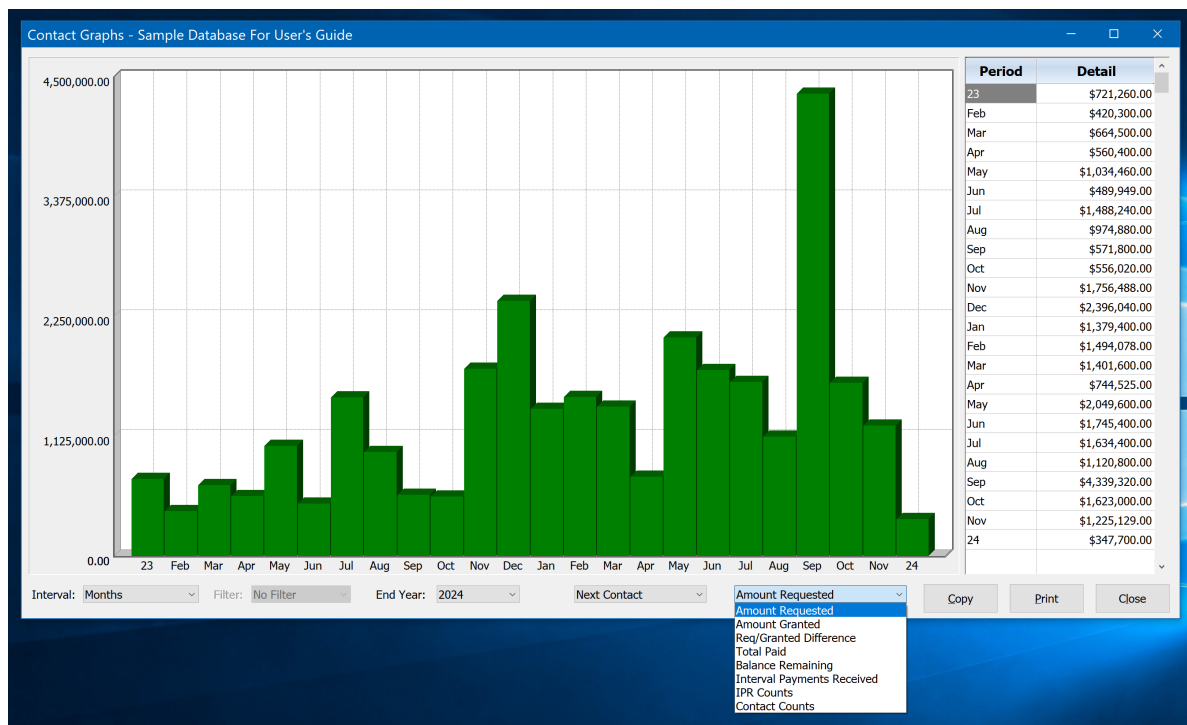 Contact Graphs - Sample Database For User's Guide
4,500,000.00
3,375,000.00
2,250,000.00
1,125,000.00
0.00
23 Feb Mar Apr May Jun Jul Aug Sep Oct Nov Dec Jan Feb Mar Apr May Jun Jul Aug Sep Oct Nov 24
Period Detail
23 $721,260.00
Feb $420,300.00
Mar $664,500.00
Apr $560,400.00
May $1,034,460.00
Jun $489,949.00
Jul $1,488,240.00
Aug $974,880.00
Sep $571,800.00
Oct $556,020.00
Nov $1,756,488.00
Dec $2,396,040.00
Jan $1,379,400.00
Feb $1,494,078.00
Mar $1,401,600.00
Apr $744,525.00
May $2,049,600.00
Jun $1,745,400.00
Jul $1,634,400.00
Aug $1,120,800.00
Sep $4,339,320.00
Oct $1,623,000.00
Nov $1,225,129.00
24 $347,700.00
Interval: Months Filter: No Filter End Year: 2024 Next Contact Amount Requested Copy Print Close
Amount Requested
Amount Granted
Req/Granted Difference
Total Paid
Balance Remaining
Interval Payments Received
IPR Counts
Contact Counts